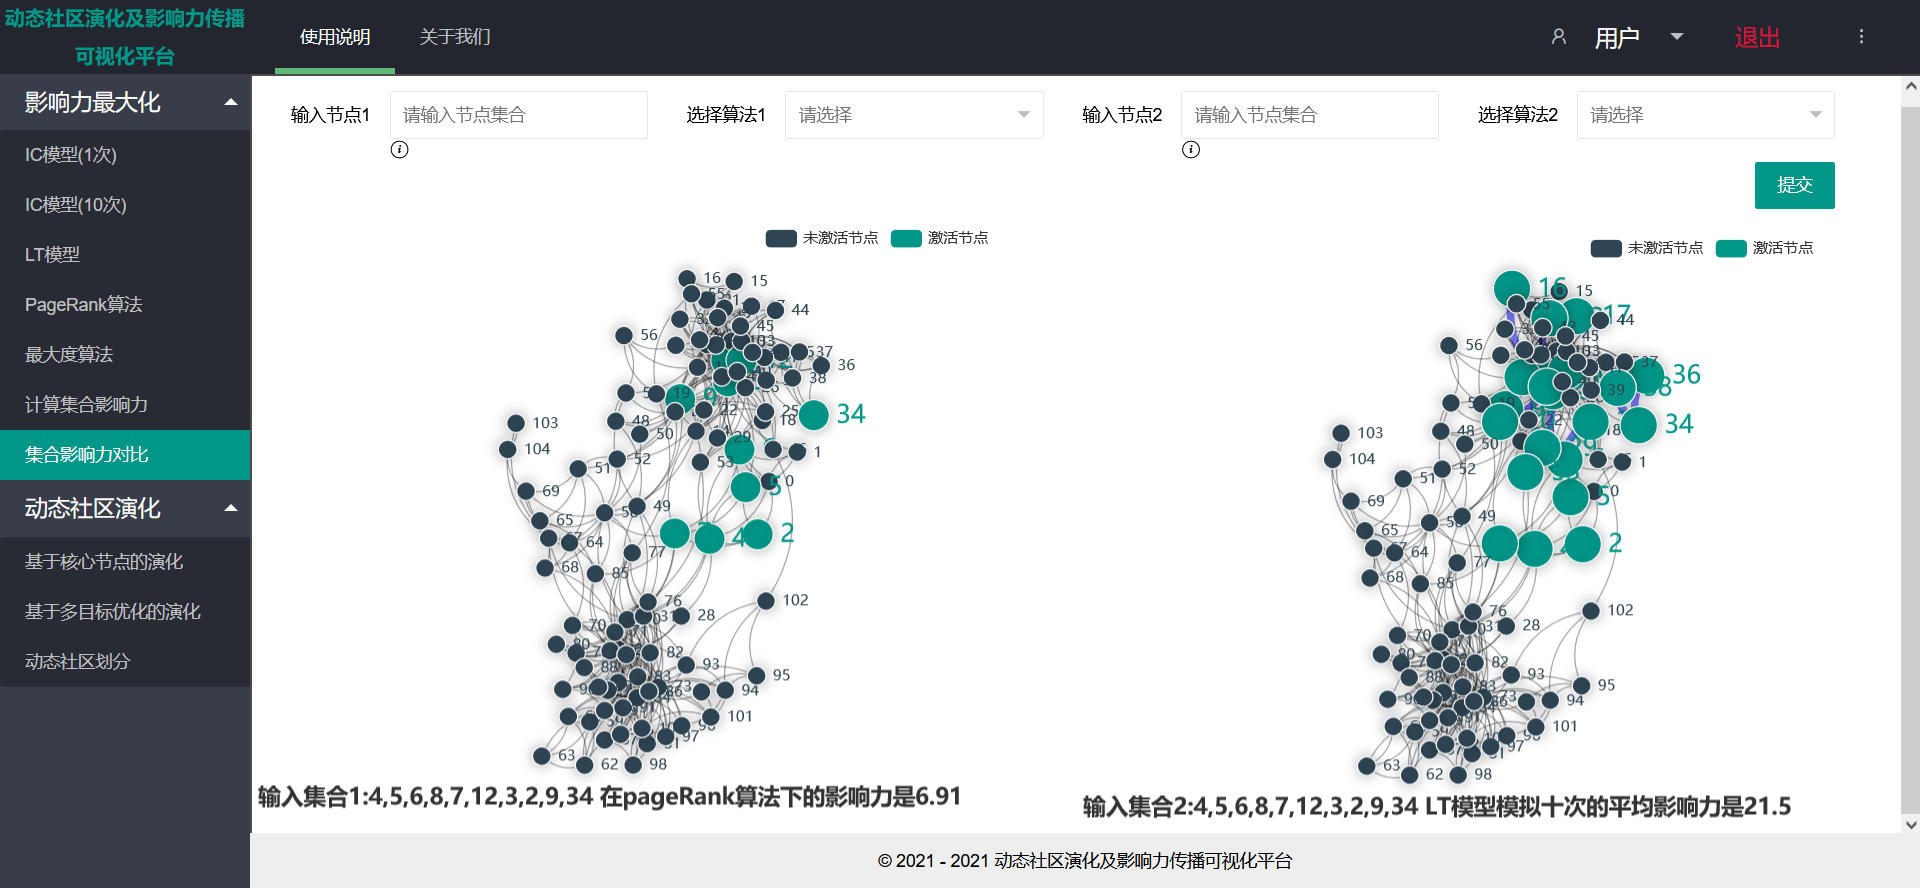 动态社区演化及影响力传播
可视化平台
使用说明
关于我们
用户
退出
影响力最大化
IC模型(1次)
IC模型(10次)
LT模型
PageRank算法
最大度算法
计算集合影响力
集合影响力对比
动态社区演化
基于核心节点的演化
基于多目标优化的演化
动态社区划分
输入节点1
请输入节点集合
选择算法1
请选择
输入节点2
请输入节点集合
选择算法2
请选择
提交
未激活节点
激活节点
16
15
44
45
56
37
36
38
34
19
22
25
18
103
48
50
29
104
52
53
1
51
0
69
5
49
65
64
77
4
2
68
85
76
102
28
70
82
93
95
94
101
97
63
62
98
输入集合1:4,5,6,8,7,12,3,2,9,34 在pageRank算法下的影响力是6.91
未激活节点
激活节点
16
15
17
44
45
56
37
36
38
39
34
22
18
103
48
50
104
52
1
51
0
69
5
49
65
64
77
2
68
85
76
102
28
70
82
93
95
88
83
73
94
101
97
63
62
98
输入集合2:4,5,6,8,7,12,3,2,9,34 LT模型模拟十次的平均影响力是21.5
© 2021 - 2021 动态社区演化及影响力传播可视化平台